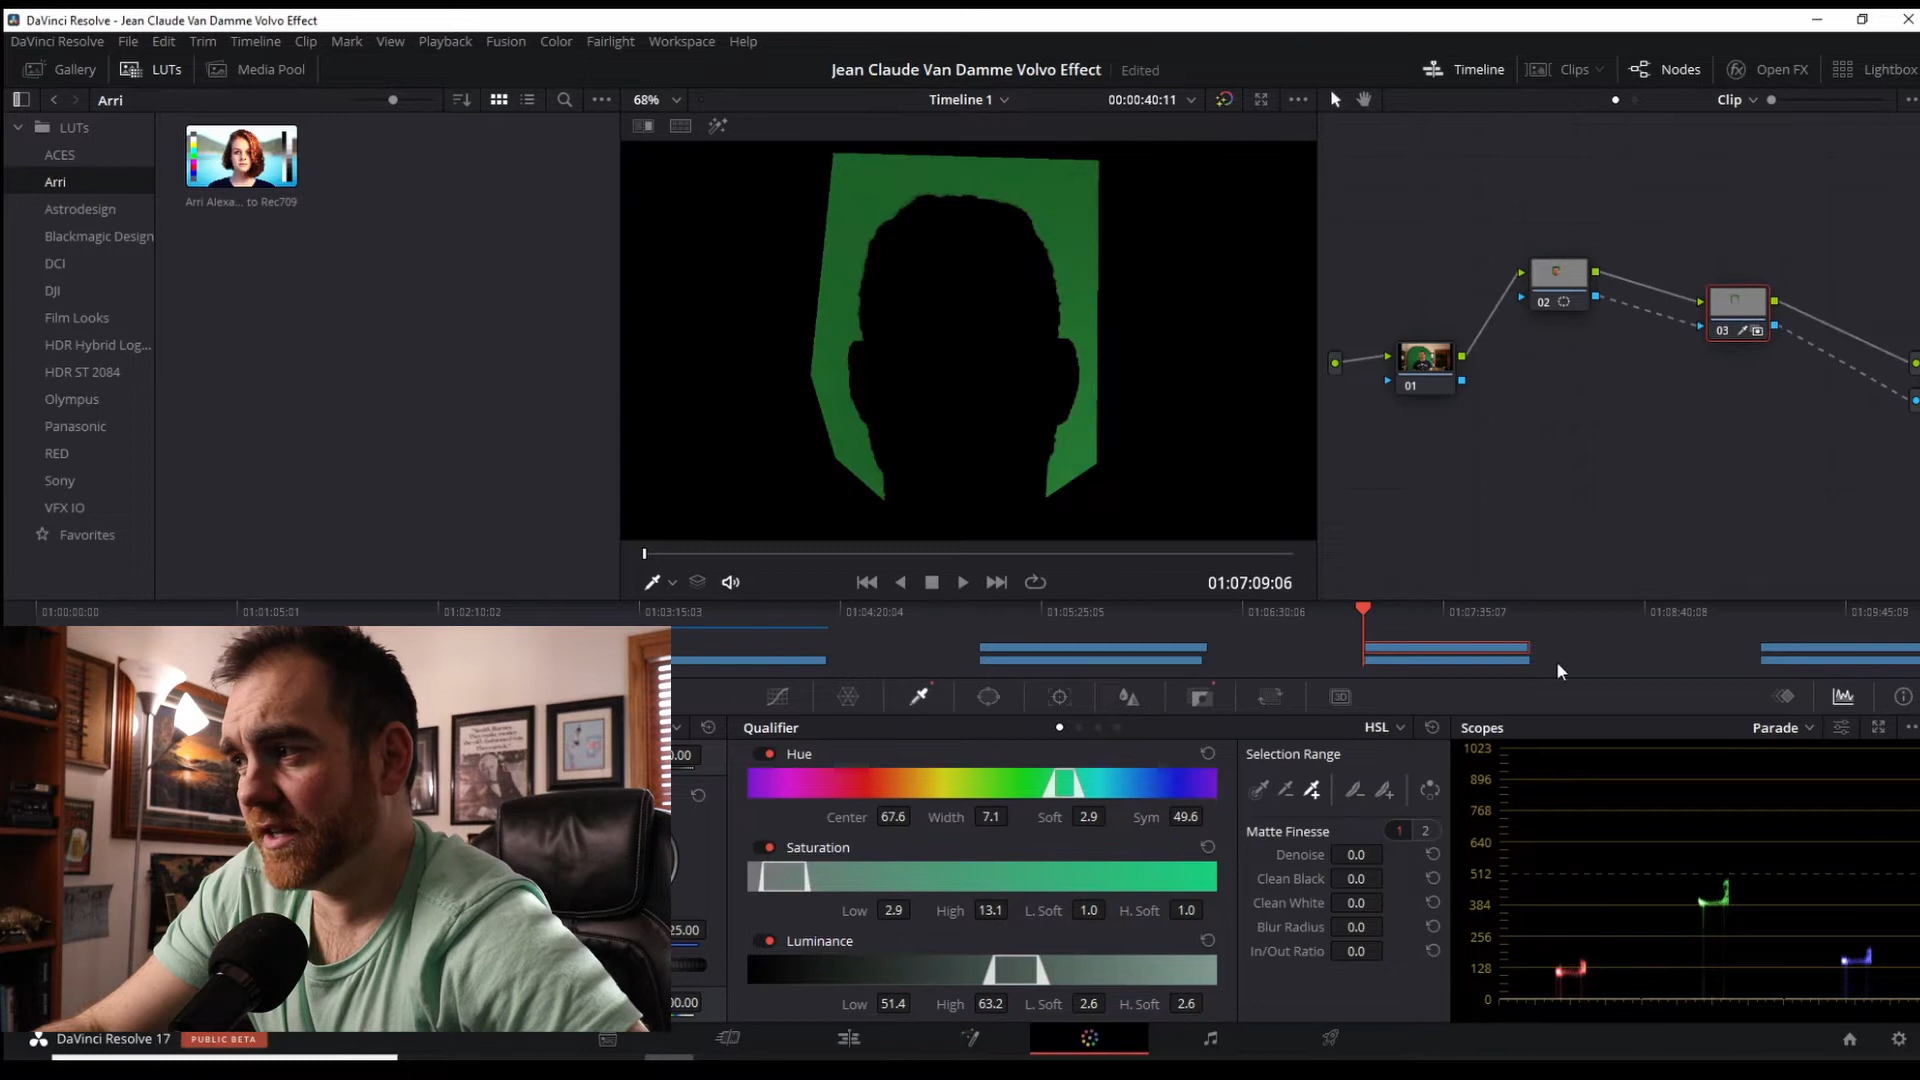 DaVinci Resolve - Jean Claude Van Damme Volvo Effect
DaVinci Resolve File Edit Trim Timeline Clip Mark View Playback Fusion Color Fairlight Workspace Help
Gallery LUTs Media Pool Jean Claude Van Damme Volvo Effect Edited Timeline Clips Nodes Open FX Lightbox
Arri 68% Timeline 1 00:00:40:11 Clip
LUTs
ACES
Arri
Astrodesign
Blackmagic Design
DCI
DJI
Film Looks
HDR Hybrid Log...
HDR ST 2084
Olympus
Panasonic
RED
Sony
VFX IO
Favorites
Arri Alexa... to Rec709
02
03
01
01:07:09:06
01:00:00:00 01:01:05:01 01:02:10:02 01:03:15:03 01:04:20:04 01:05:25:05 01:06:30:06 01:07:35:07 01:08:40:08 01:09:45:09
3D
Qualifier HSL Scopes Parade
Hue
Center 67.6 Width 7.1 Soft 2.9 Sym 49.6
Saturation
Low 2.9 High 13.1 L. Soft 1.0 H. Soft 1.0
Luminance
Low 51.4 High 63.2 L. Soft 2.6 H. Soft 2.6
Selection Range
Matte Finesse 1 2
Denoise 0.0
Clean Black 0.0
Clean White 0.0
Blur Radius 0.0
In/Out Ratio 0.0
1023
896
768
640
512
384
256
128
0
.00
25.00
.00
DaVinci Resolve 17 PUBLIC BETA